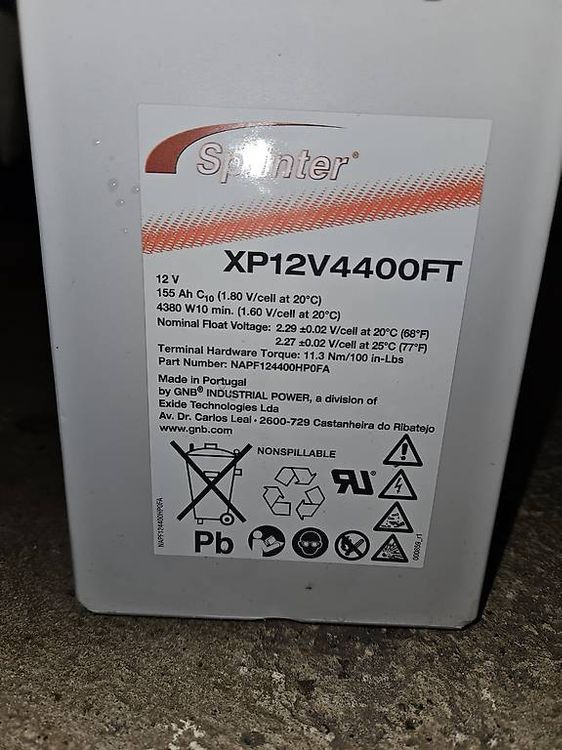 Sprinter®
XP12V4400FT
12 V
155 Ah C10 (1.80 V/cell at 20°C)
4380 W10 min. (1.60 V/cell at 20°C)
Nominal Float Voltage: 2.29 ±0.02 V/cell at 20°C (68°F)
2.27 ±0.02 V/cell at 25°C (77°F)
Terminal Hardware Torque: 11.3 Nm/100 in-Lbs
Part Number: NAPF124400HP0FA
Made in Portugal
by GNB® INDUSTRIAL POWER, a division of
Exide Technologies Lda
Av. Dr. Carlos Leal • 2600-729 Castanheira do Ribatejo
www.gnb.com
NONSPILLABLE
Pb
NAPF124400HP0FA